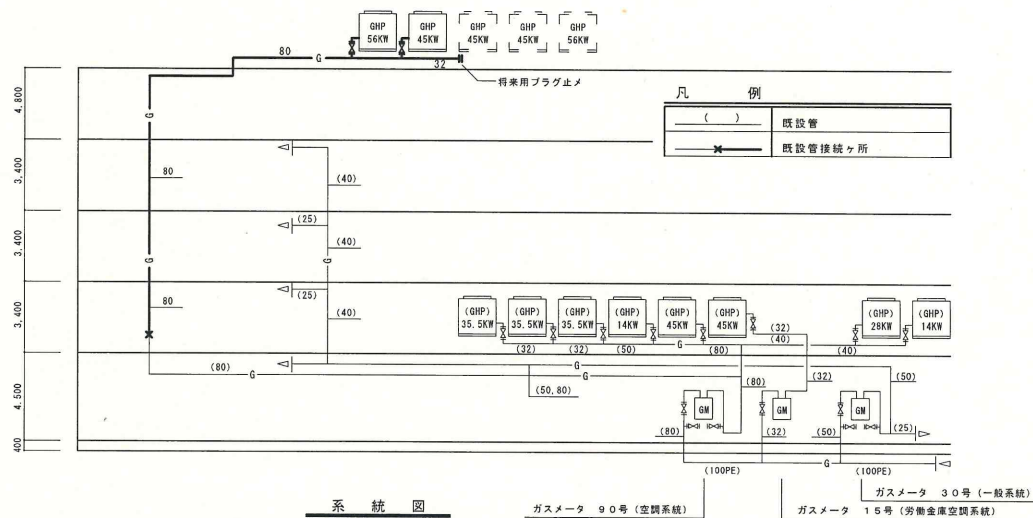 GHP 56KW
GHP 45KW
GHP 45KW
GHP 45KW
GHP 56KW
80
G
32
将来用プラグ止メ
凡 例
( ) 既設管
既設管接続ヶ所
4,800
G
3,400
80
(40)
3,400
(25)
(40)
G
G
3,400
80
(25)
(40)
(GHP) 35.5KW
(GHP) 35.5KW
(GHP) 35.5KW
(GHP) 14KW
(GHP) 45KW
(GHP) 45KW
(GHP) 28KW
(GHP) 14KW
(32)
(32)
(32)
(50)
G
(80)
(40)
(40)
4,500
(80)
G
G
G
(50,80)
(80)
(32)
(50)
GM
GM
GM
(80)
(32)
(50)
(25)
400
(100PE)
G
(100PE)
系 統 図
ガスメータ 90号 (空調系統)
ガスメータ 30号 (一般系統)
ガスメータ 15号 (労働金庫空調系統)